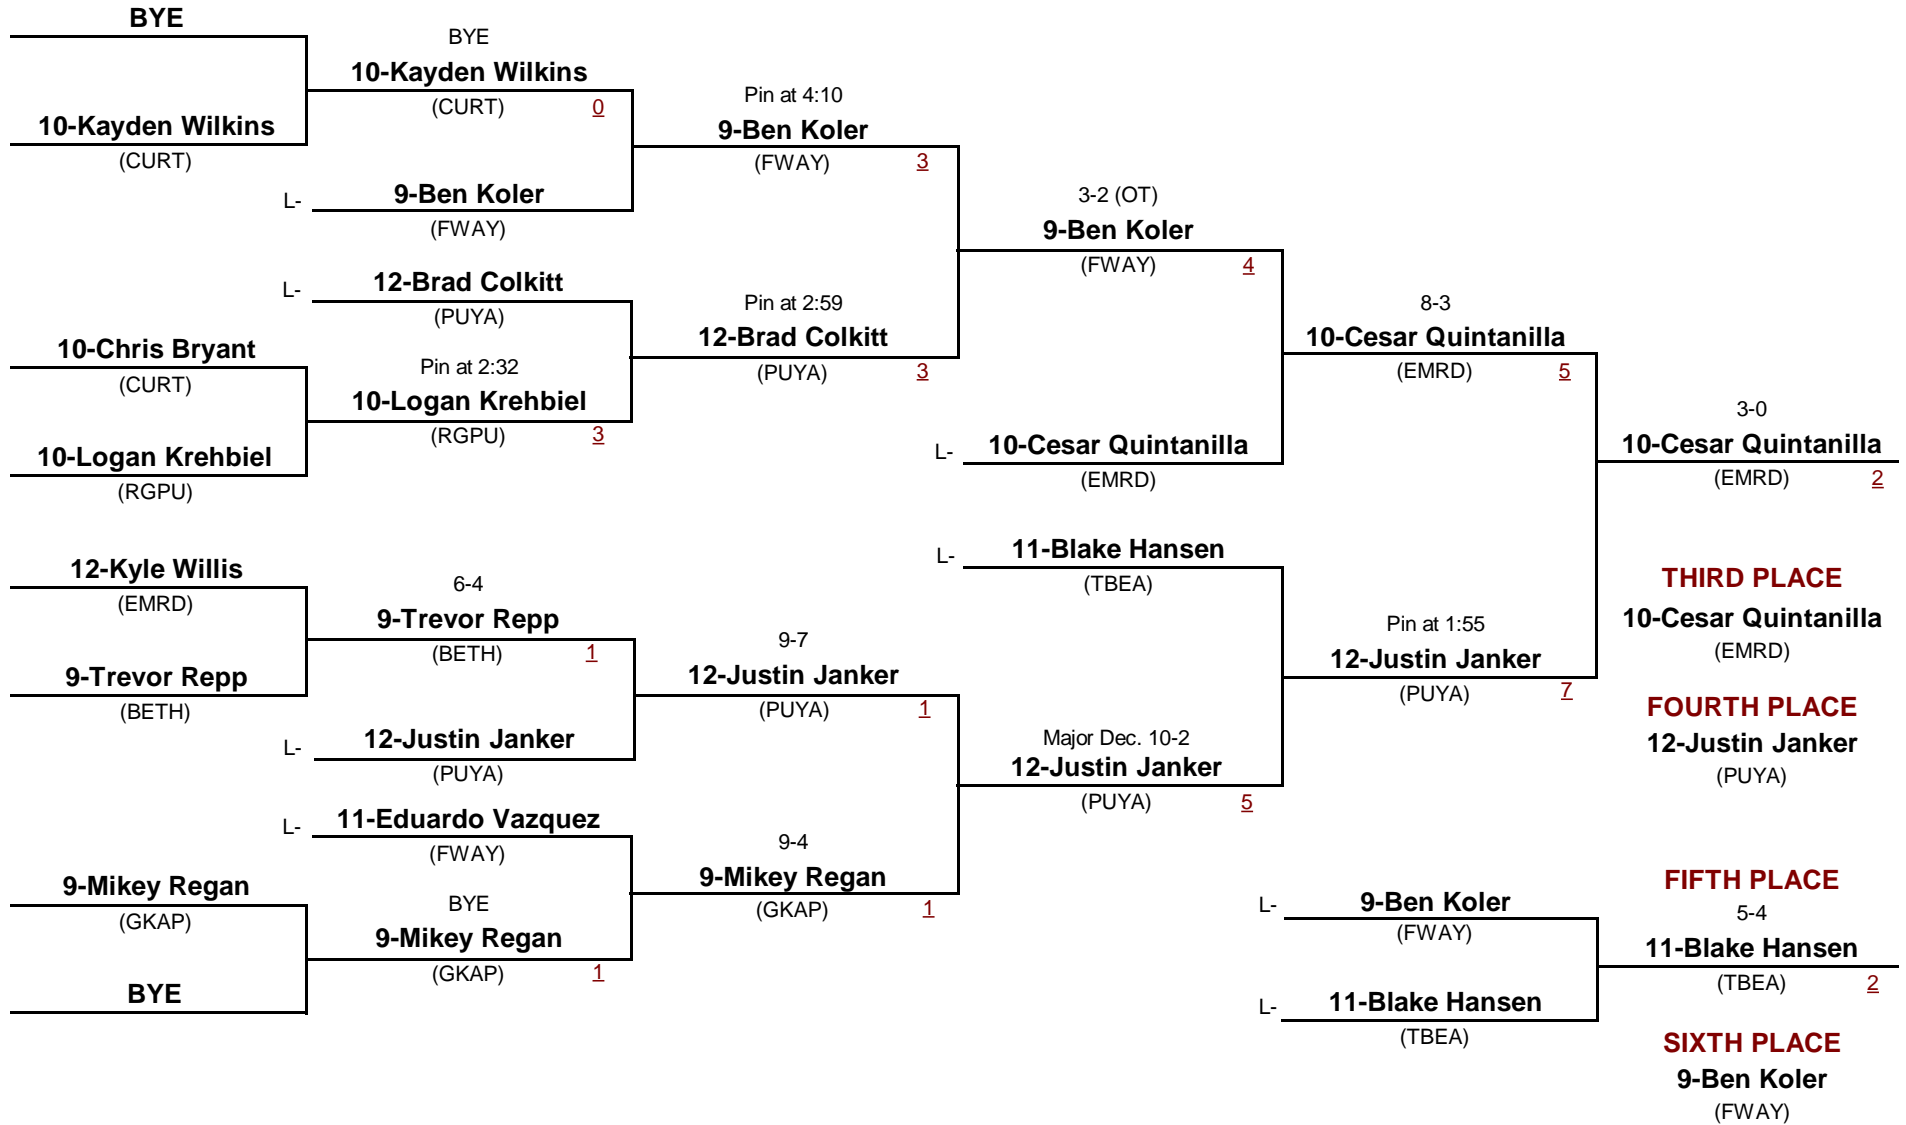 BYE
10-Kayden Wilkins
(CURT)
BYE
10-Kayden Wilkins
(CURT) 0
L- 9-Ben Koler
(FWAY)
Pin at 4:10
9-Ben Koler
(FWAY) 3
L- 12-Brad Colkitt
(PUYA)
10-Chris Bryant
(CURT)
10-Logan Krehbiel
(RGPU)
Pin at 2:32
10-Logan Krehbiel
(RGPU) 3
Pin at 2:59
12-Brad Colkitt
(PUYA) 3
3-2 (OT)
9-Ben Koler
(FWAY) 4
L- 10-Cesar Quintanilla
(EMRD)
8-3
10-Cesar Quintanilla
(EMRD) 5
12-Kyle Willis
(EMRD)
9-Trevor Repp
(BETH)
6-4
9-Trevor Repp
(BETH) 1
L- 12-Justin Janker
(PUYA)
9-7
12-Justin Janker
(PUYA) 1
L- 11-Eduardo Vazquez
(FWAY)
9-Mikey Regan
(GKAP)
BYE
BYE
9-Mikey Regan
(GKAP) 1
9-4
9-Mikey Regan
(GKAP) 1
Major Dec. 10-2
12-Justin Janker
(PUYA) 5
L- 11-Blake Hansen
(TBEA)
Pin at 1:55
12-Justin Janker
(PUYA) 7
3-0
10-Cesar Quintanilla
(EMRD) 2
THIRD PLACE
10-Cesar Quintanilla
(EMRD)
FOURTH PLACE
12-Justin Janker
(PUYA)
L- 9-Ben Koler
(FWAY)
L- 11-Blake Hansen
(TBEA)
FIFTH PLACE
5-4
11-Blake Hansen
(TBEA) 2
SIXTH PLACE
9-Ben Koler
(FWAY)